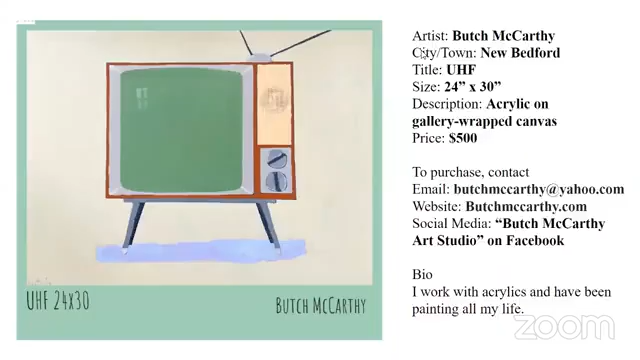 UHF 24x30
Butch McCarthy
Artist: Butch McCarthy
City/Town: New Bedford
Title: UHF
Size: 24” x 30”
Description: Acrylic on
gallery-wrapped canvas
Price: $500
To purchase, contact
Email: butchmccarthy@yahoo.com
Website: Butchmccarthy.com
Social Media: “Butch McCarthy
Art Studio” on Facebook
Bio
I work with acrylics and have been
painting all my life.
zoom